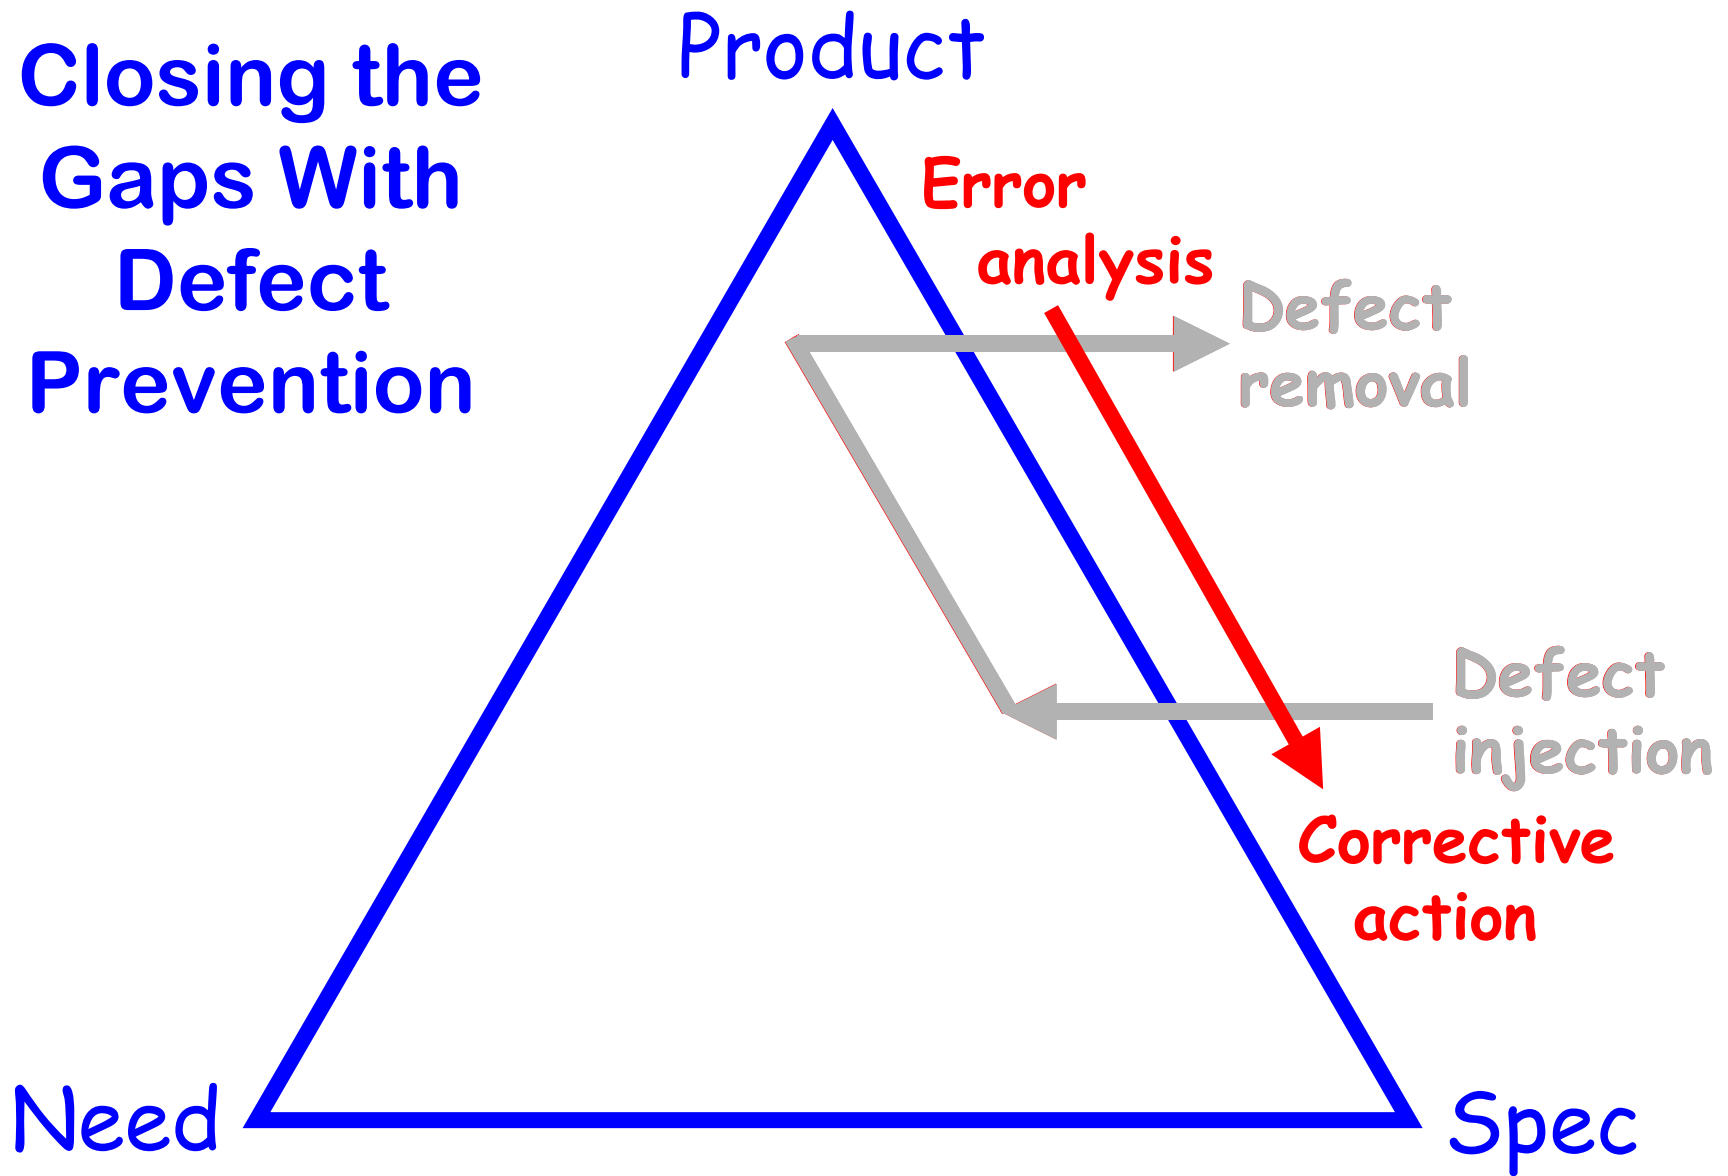 Closing the
Gaps With
Defect
Prevention
Product
Error
analysis
Defect
removal
Defect
injection
Corrective
action
Need
Spec